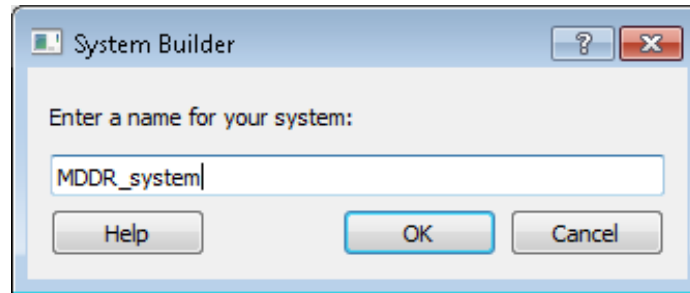 System Builder
Enter a name for your system:
MDDR_system
Help OK Cancel